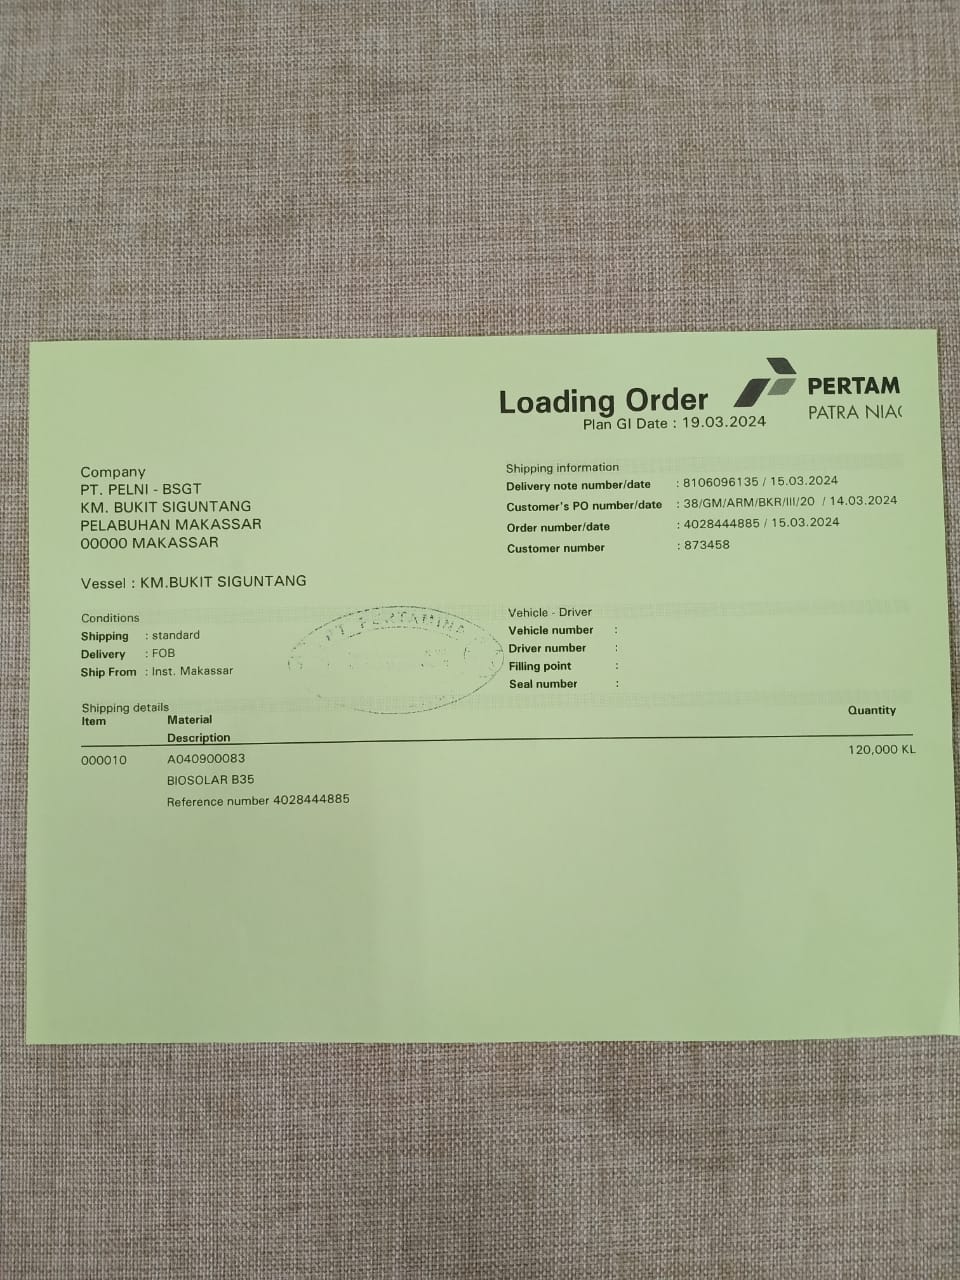 Loading Order
Plan GI Date : 19.03.2024
PERTAM
PATRA NIA
Company
PT. PELNI - BSGT
KM. BUKIT SIGUNTANG
PELABUHAN MAKASSAR
00000 MAKASSAR
Vessel : KM.BUKIT SIGUNTANG
Shipping information
Delivery note number/date : 8106096135 / 15.03.2024
Customer's PO number/date : 38/GM/ARM/BKR/III/20 / 14.03.2024
Order number/date : 4028444885 / 15.03.2024
Customer number : 873458
Conditions
Shipping : standard
Delivery : FOB
Ship From : Inst. Makassar
PT. PERTAMINA
Vehicle - Driver
Vehicle number :
Driver number :
Filling point :
Seal number :
Shipping details
Item Material Quantity
Description
000010 A040900083 120,000 KL
BIOSOLAR B35
Reference number 4028444885